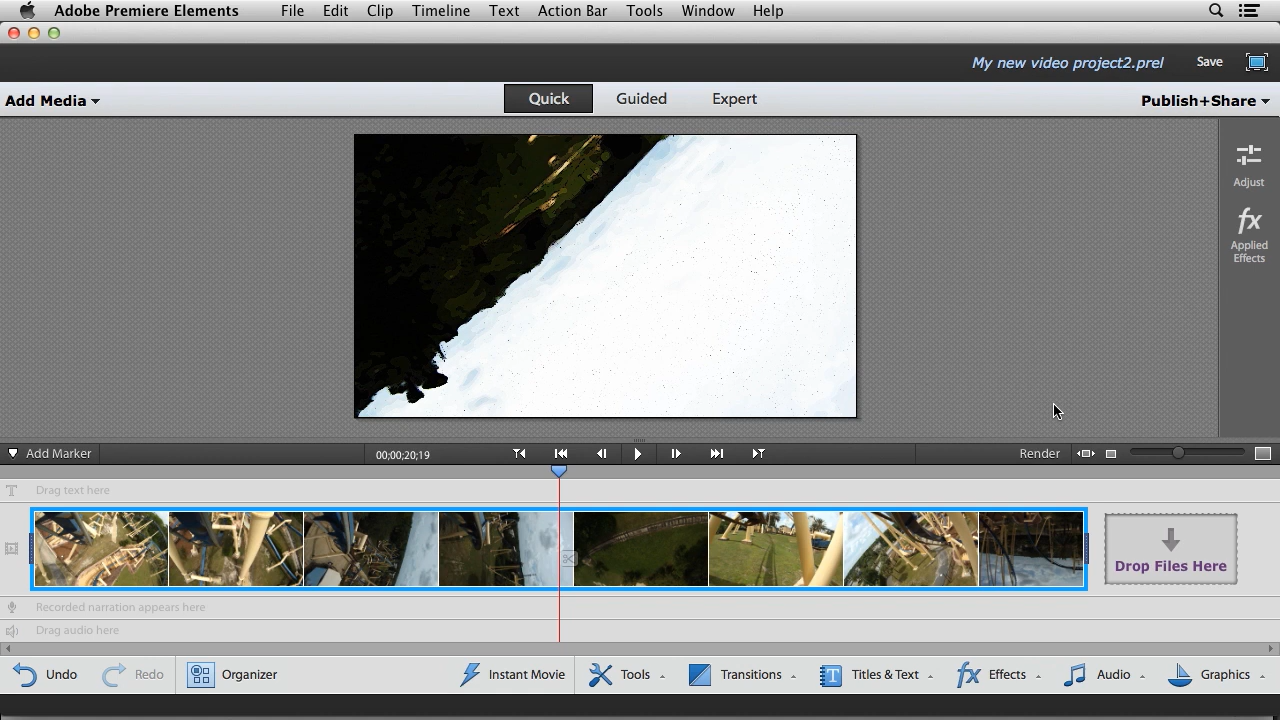 Adobe Premiere Elements File Edit Clip Timeline Text Action Bar Tools Window Help
My new video project2.prel Save
Add Media Quick Guided Expert Publish+Share
Adjust
fx
Applied
Effects
Add Marker 00;00;20;19 Render
T Drag text here
Drop Files Here
Recorded narration appears here
Drag audio here
Undo Redo Organizer Instant Movie Tools Transitions T Titles & Text fx Effects Audio Graphics